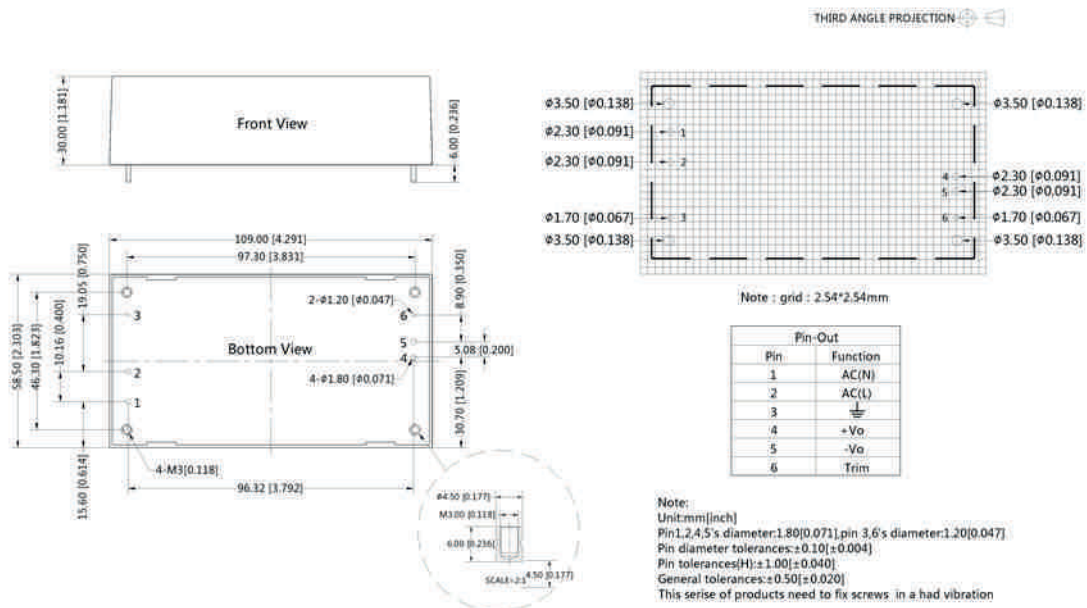 THIRD ANGLE PROJECTION
30.00 [1.181]
Front View
6.00 [0.236]
109.00 [4.291]
97.30 [3.831]
58.50 [2.303]
46.30 [1.823]
19.05 [0.750]
10.16 [0.400]
15.60 [0.614]
3
2
1
2-φ1.20 [φ0.047]
6
5
4
Bottom View
4-φ1.80 [φ0.071]
8.90 [0.350]
5.08 [0.200]
30.70 [1.209]
4-M3[0.118]
96.32 [3.792]
φ4.50 [0.177]
M3.00 [0.118]
6.00 [0.236]
SCALE=2:1
4.50 [0.177]
φ3.50 [φ0.138]
φ3.50 [φ0.138]
φ2.30 [φ0.091]
1
φ2.30 [φ0.091]
2
4
φ2.30 [φ0.091]
5
φ2.30 [φ0.091]
φ1.70 [φ0.067]
3
6
φ1.70 [φ0.067]
φ3.50 [φ0.138]
φ3.50 [φ0.138]
Note : grid : 2.54*2.54mm
Pin-Out
Pin Function
1 AC(N)
2 AC(L)
3
4 +Vo
5 -Vo
6 Trim
Note:
Unit:mm[inch]
Pin1,2,4,5's diameter:1.80[0.071],pin 3,6's diameter:1.20[0.047]
Pin diameter tolerances:±0.10[±0.004]
Pin tolerances(H):±1.00[±0.040]
General tolerances:±0.50[±0.020]
This serise of products need to fix screws in a had vibration